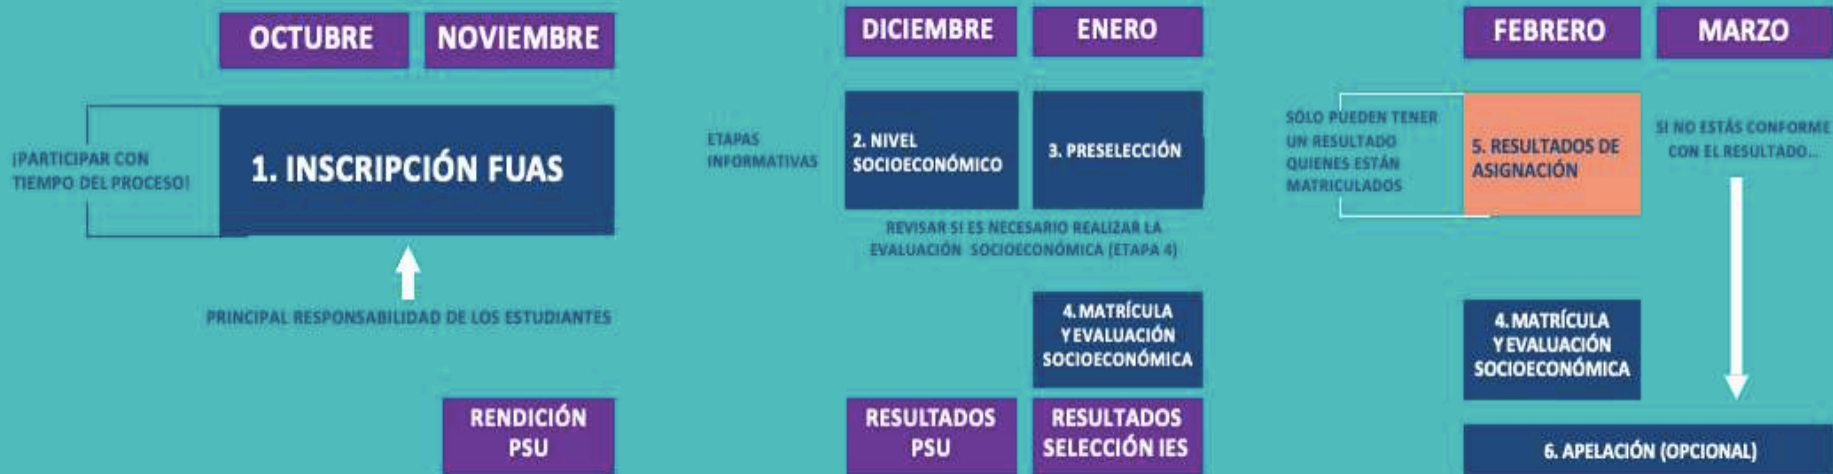 OCTUBRE
NOVIEMBRE
DICIEMBRE
ENERO
FEBRERO
MARZO
¡PARTICIPAR CON
TIEMPO DEL PROCESO!
1. INSCRIPCIÓN FUAS
PRINCIPAL RESPONSABILIDAD DE LOS ESTUDIANTES
RENDICIÓN
PSU
ETAPAS
INFORMATIVAS
2. NIVEL
SOCIOECONÓMICO
3. PRESELECCIÓN
REVISAR SI ES NECESARIO REALIZAR LA
EVALUACIÓN SOCIOECONÓMICA (ETAPA 4)
4. MATRÍCULA
Y EVALUACIÓN
SOCIOECONÓMICA
RESULTADOS
PSU
RESULTADOS
SELECCIÓN IES
SÓLO PUEDEN TENER
UN RESULTADO
QUIENES ESTÁN
MATRICULADOS
5. RESULTADOS DE
ASIGNACIÓN
SI NO ESTÁS CONFORME
CON EL RESULTADO...
4. MATRÍCULA
Y EVALUACIÓN
SOCIOECONÓMICA
6. APELACIÓN (OPCIONAL)